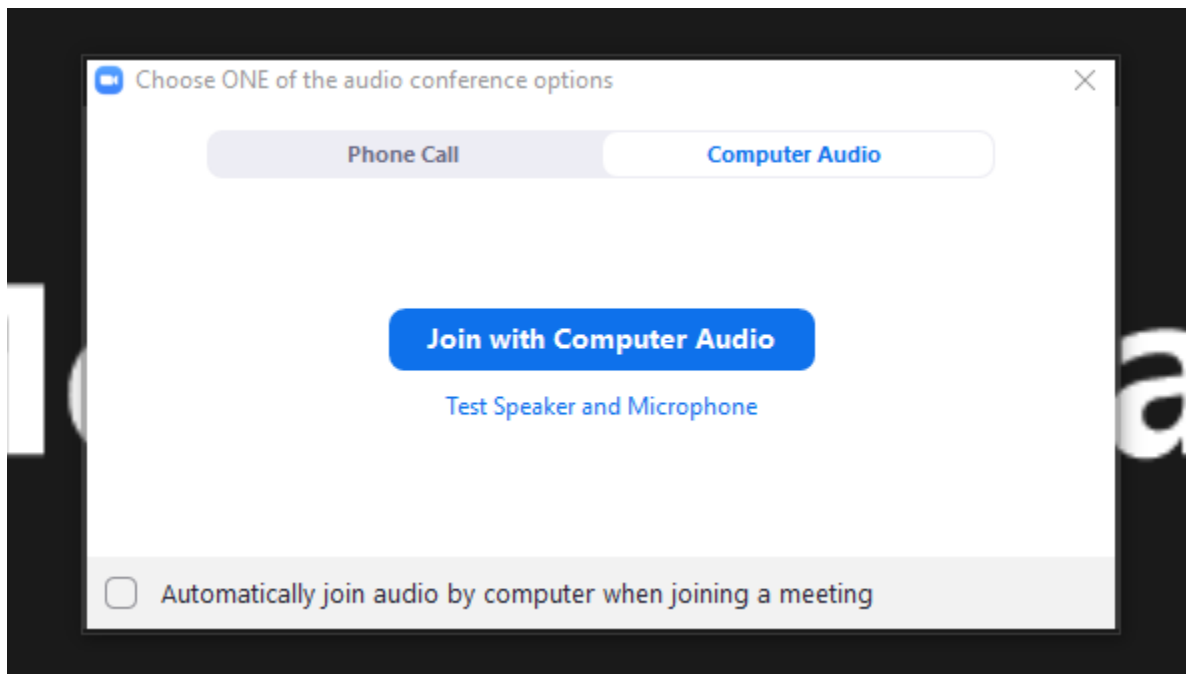 Choose ONE of the audio conference options
Phone Call Computer Audio
Join with Computer Audio
Test Speaker and Microphone
Automatically join audio by computer when joining a meeting